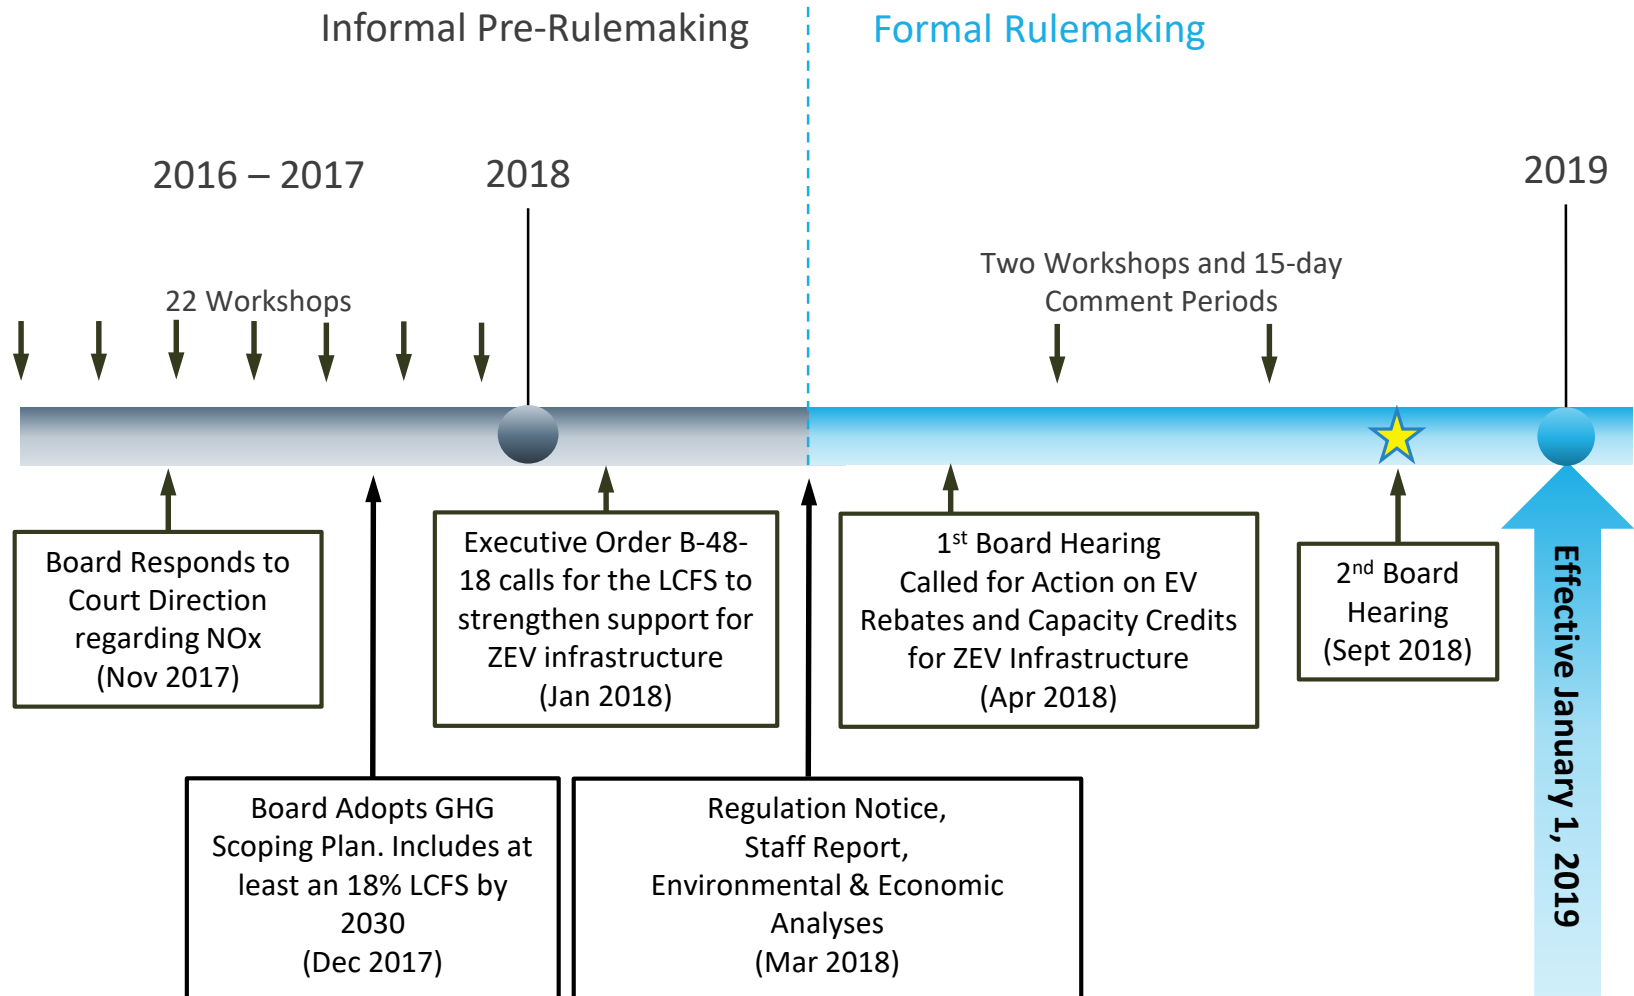 Informal Pre-Rulemaking
Formal Rulemaking
2016 – 2017
2018
2019
22 Workshops
Two Workshops and 15-day
Comment Periods
Board Responds to
Court Direction
regarding NOx
(Nov 2017)
Executive Order B-48-
18 calls for the LCFS to
strengthen support for
ZEV infrastructure
(Jan 2018)
1st Board Hearing
Called for Action on EV
Rebates and Capacity Credits
for ZEV Infrastructure
(Apr 2018)
2nd Board
Hearing
(Sept 2018)
Effective January 1, 2019
Board Adopts GHG
Scoping Plan. Includes at
least an 18% LCFS by
2030
(Dec 2017)
Regulation Notice,
Staff Report,
Environmental & Economic
Analyses
(Mar 2018)